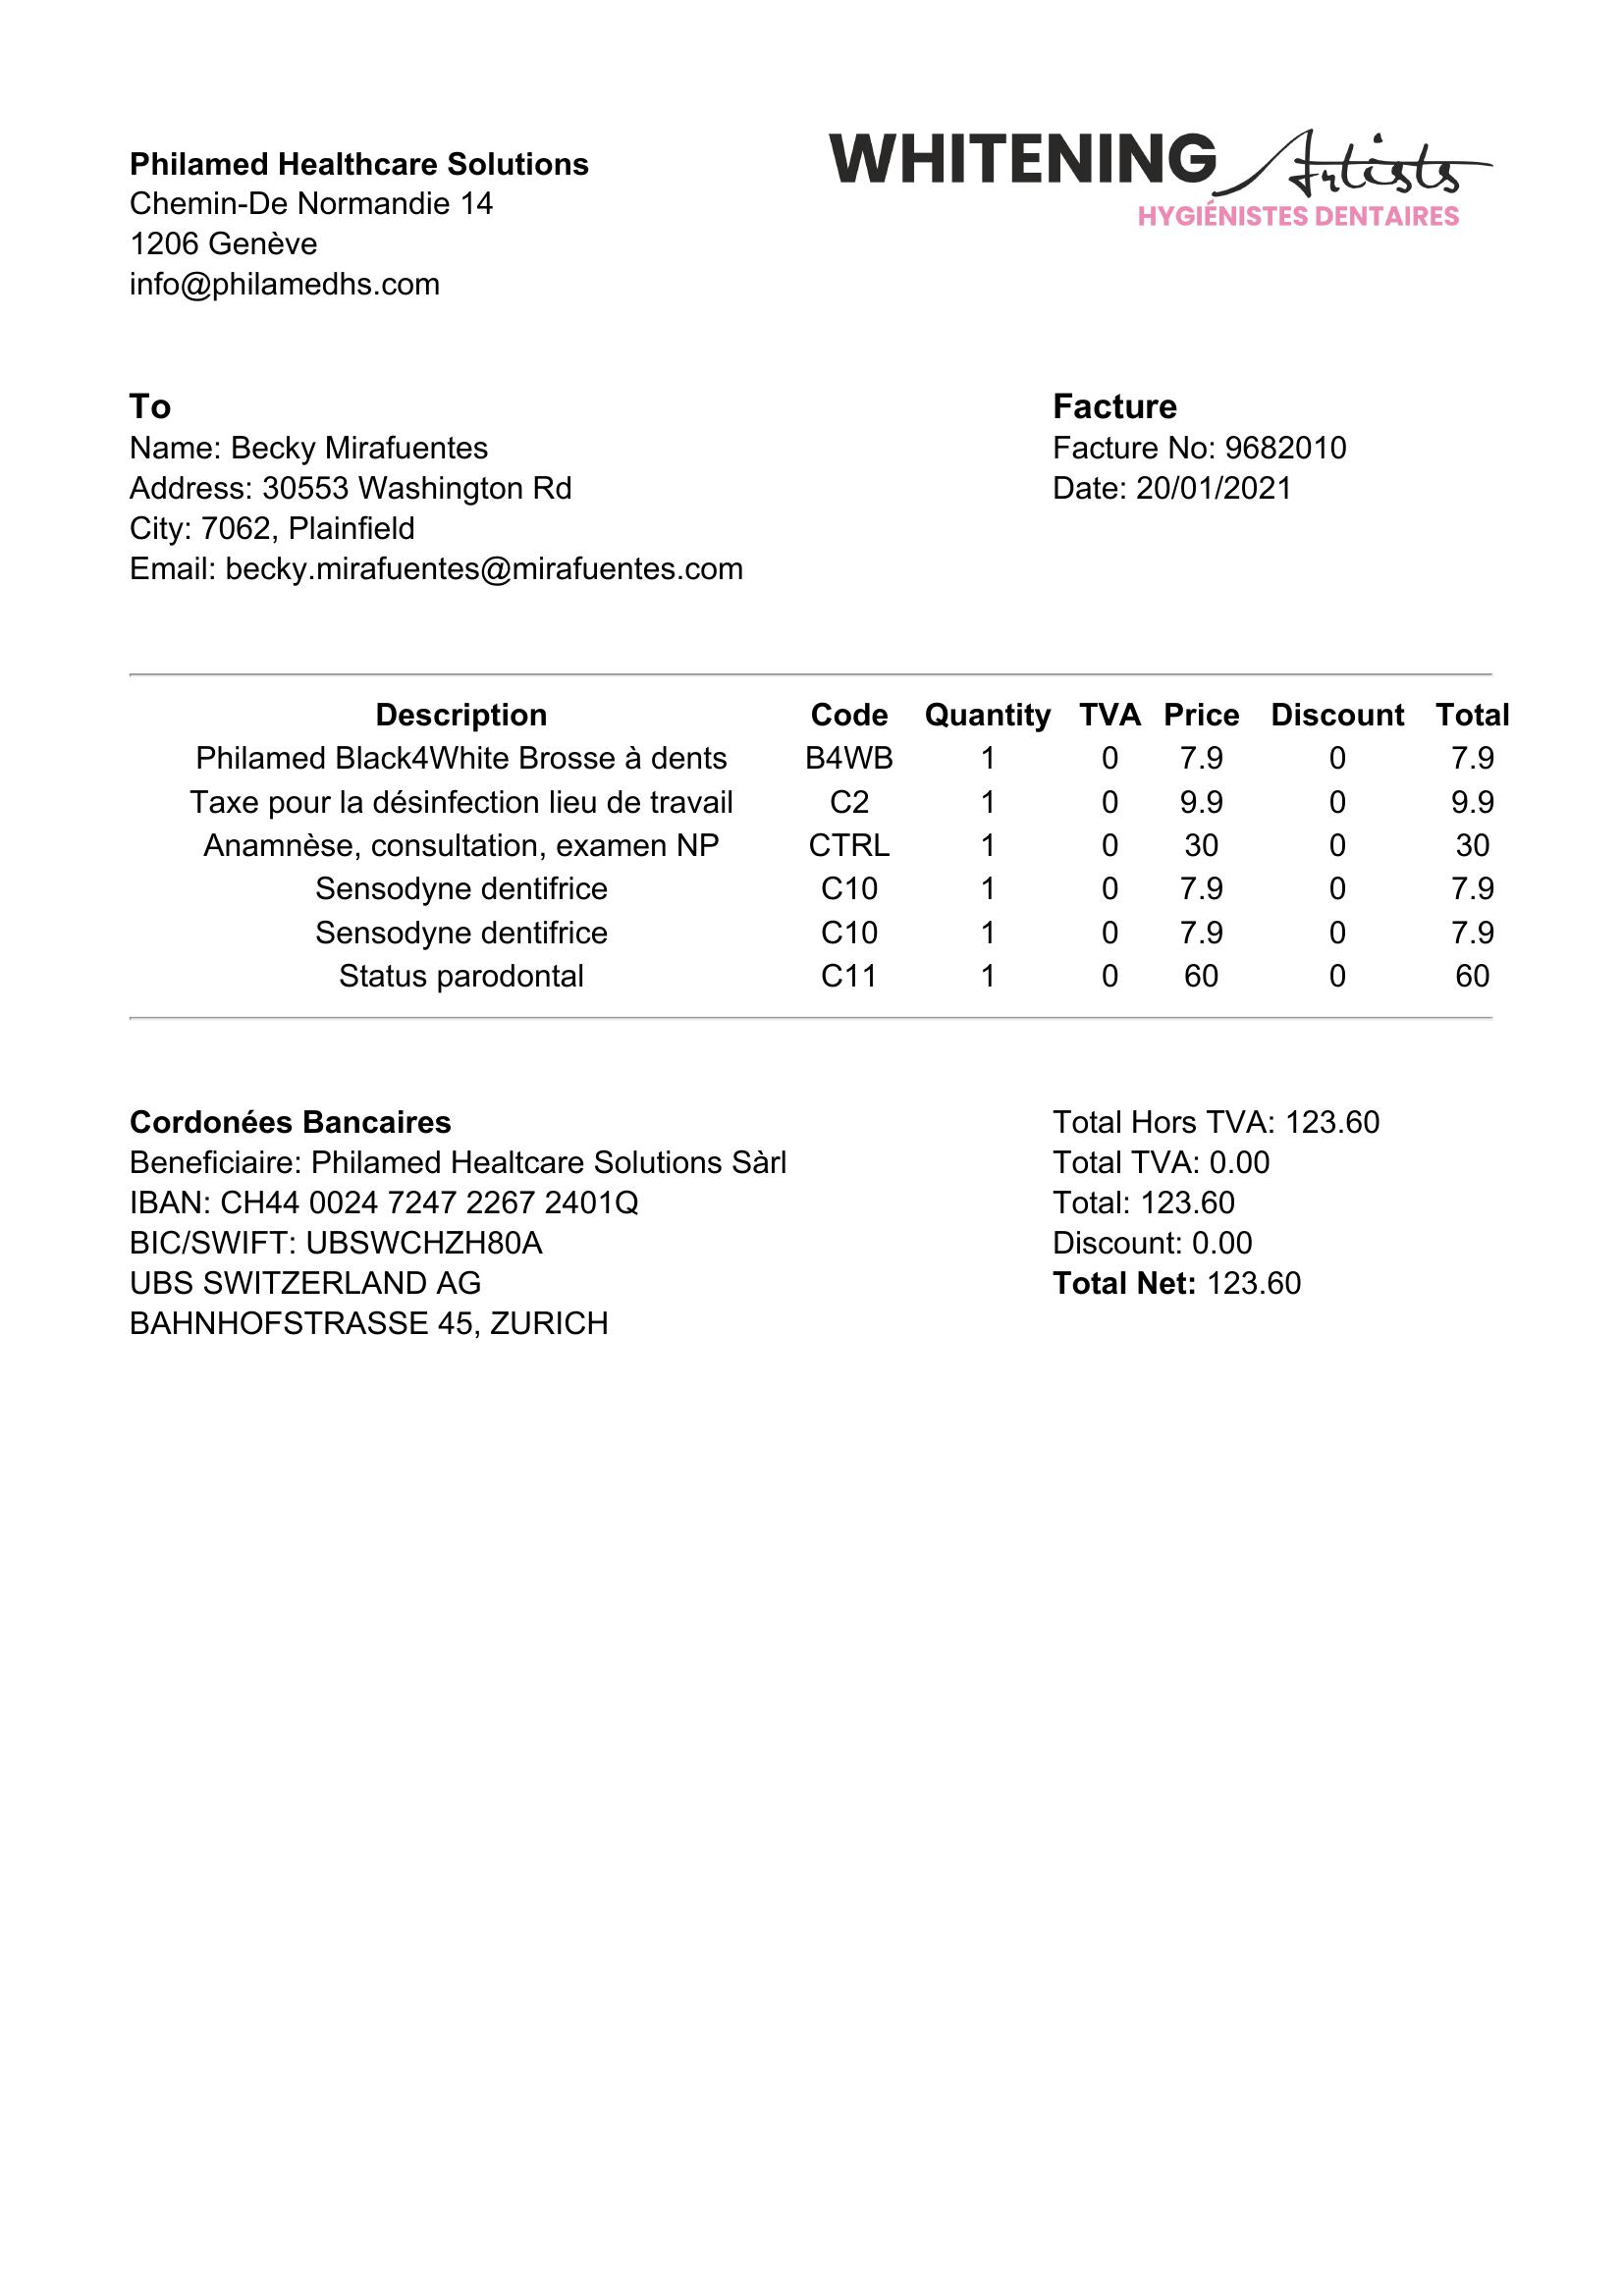 Philamed Healthcare Solutions
Chemin-De Normandie 14
1206 Genève
info@philamedhs.com
WHITENING Artists
HYGIÉNISTES DENTAIRES
To
Name: Becky Mirafuentes
Address: 30553 Washington Rd
City: 7062, Plainfield
Email: becky.mirafuentes@mirafuentes.com
Facture
Facture No: 9682010
Date: 20/01/2021
Description Code Quantity TVA Price Discount Total
Philamed Black4White Brosse à dents B4WB 1 0 7.9 0 7.9
Taxe pour la désinfection lieu de travail C2 1 0 9.9 0 9.9
Anamnèse, consultation, examen NP CTRL 1 0 30 0 30
Sensodyne dentifrice C10 1 0 7.9 0 7.9
Sensodyne dentifrice C10 1 0 7.9 0 7.9
Status parodontal C11 1 0 60 0 60
Cordonées Bancaires
Beneficiaire: Philamed Healtcare Solutions Sàrl
IBAN: CH44 0024 7247 2267 2401Q
BIC/SWIFT: UBSWCHZH80A
UBS SWITZERLAND AG
BAHNHOFSTRASSE 45, ZURICH
Total Hors TVA: 123.60
Total TVA: 0.00
Total: 123.60
Discount: 0.00
Total Net: 123.60